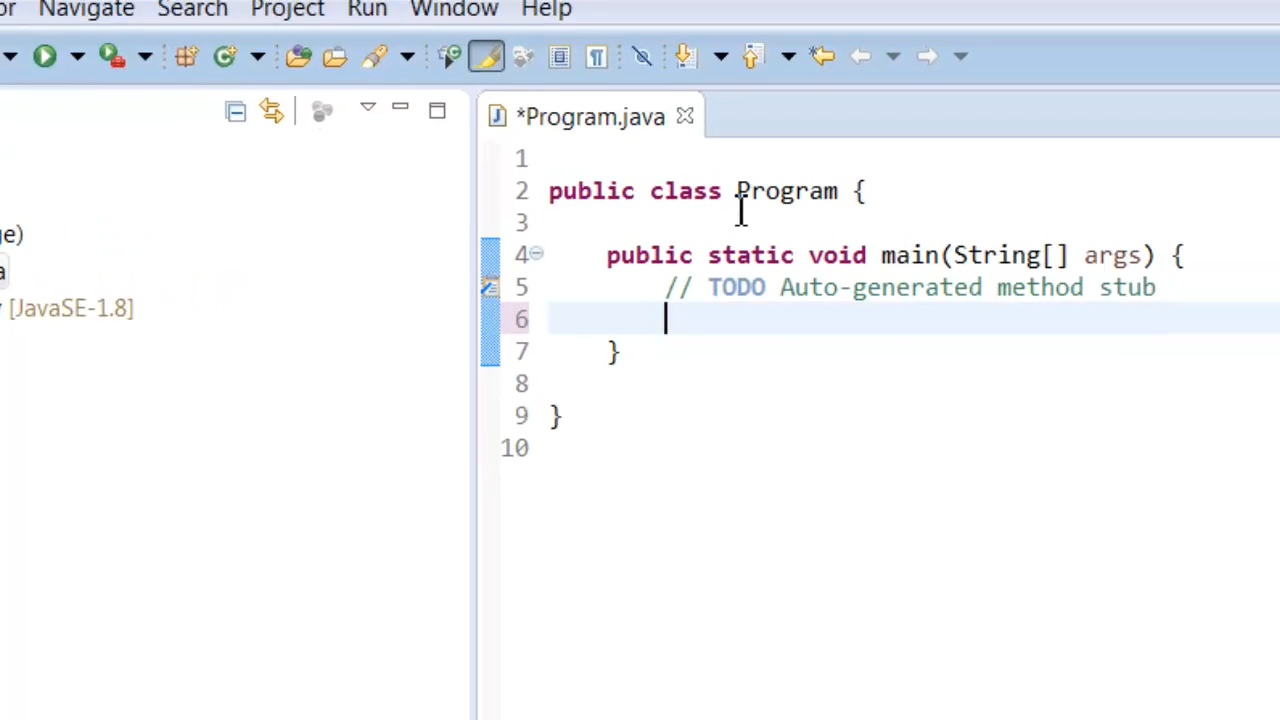 or Navigate Search Project Run Window Help
*Program.java
ge)
a
[JavaSE-1.8]
1
2 public class Program {
3
4 public static void main(String[] args) {
5 // TODO Auto-generated method stub
6
7 }
8
9 }
10